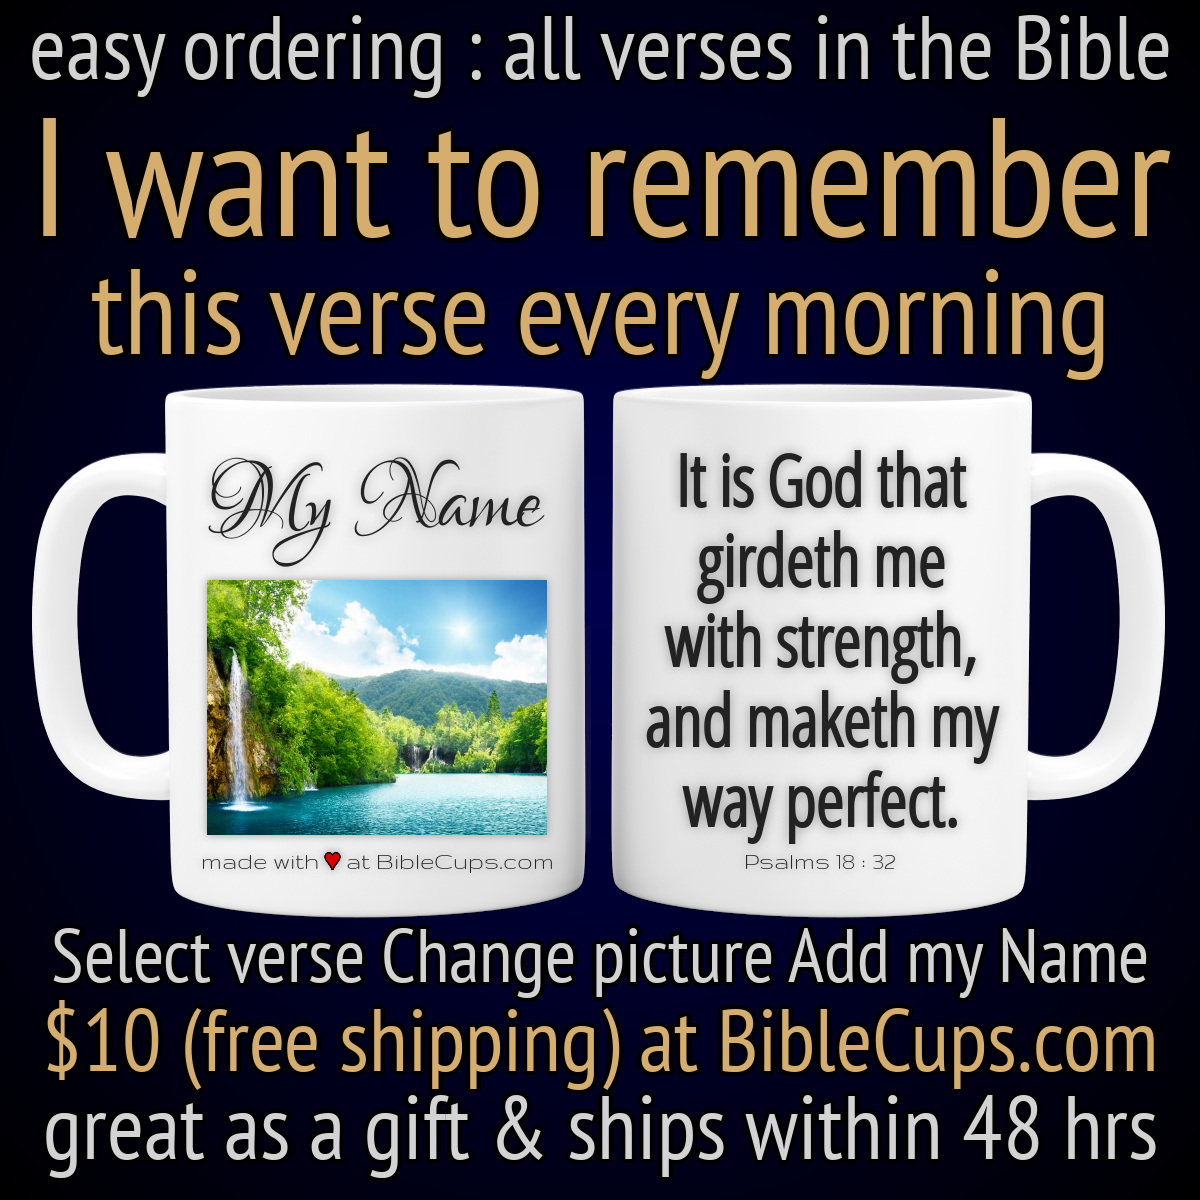 easy ordering : all verses in the Bible
I want to remember
this verse every morning
My Name
made with ♥ at BibleCups.com
It is God that
girdeth me
with strength,
and maketh my
way perfect.
Psalms 18 : 32
Select verse Change picture Add my Name
$10 (free shipping) at BibleCups.com
great as a gift & ships within 48 hrs